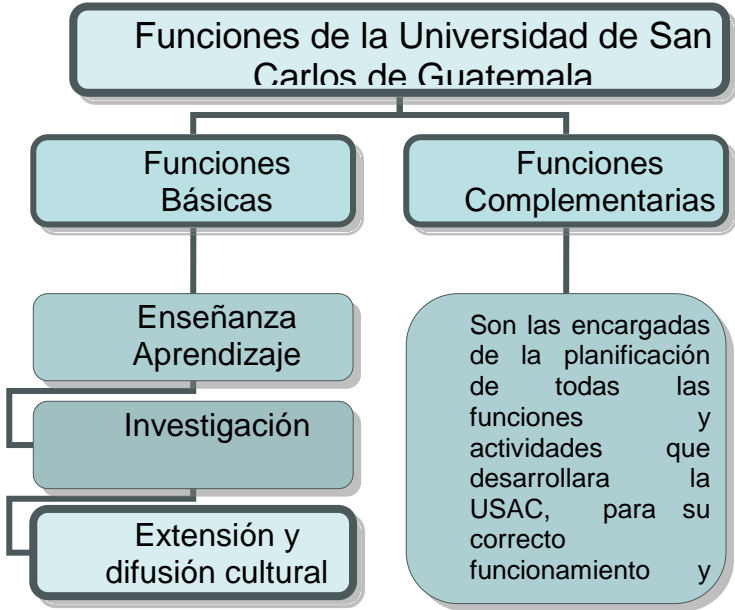 Funciones de la Universidad de San
Carlos de Guatemala
Funciones
Básicas
Funciones
Complementarias
Enseñanza
Aprendizaje
Investigación
Extensión y
difusión cultural
Son las encargadas
de la planificación
de todas las
funciones y
actividades que
desarrollara la
USAC, para su
correcto
funcionamiento y